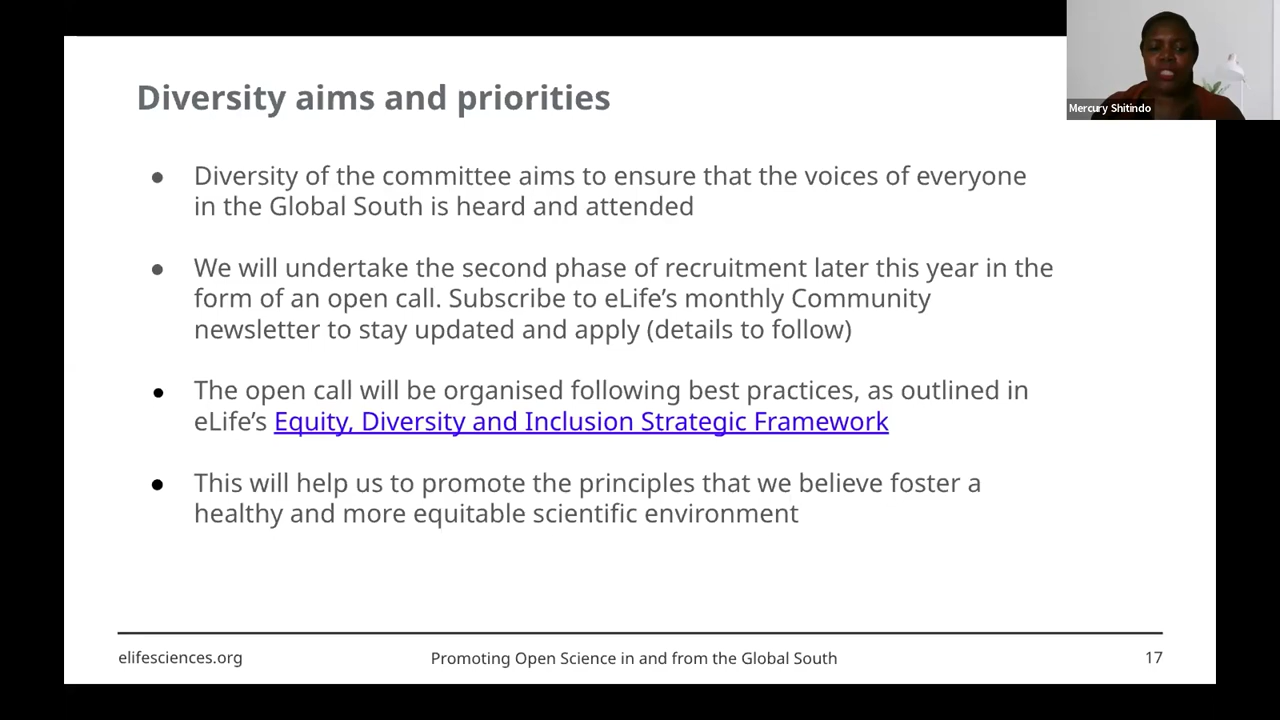 Mercury Shitindo
Diversity aims and priorities
● Diversity of the committee aims to ensure that the voices of everyone
in the Global South is heard and attended
● We will undertake the second phase of recruitment later this year in the
form of an open call. Subscribe to eLife’s monthly Community
newsletter to stay updated and apply (details to follow)
● The open call will be organised following best practices, as outlined in
eLife’s Equity, Diversity and Inclusion Strategic Framework
● This will help us to promote the principles that we believe foster a
healthy and more equitable scientific environment
elifesciences.org Promoting Open Science in and from the Global South 17